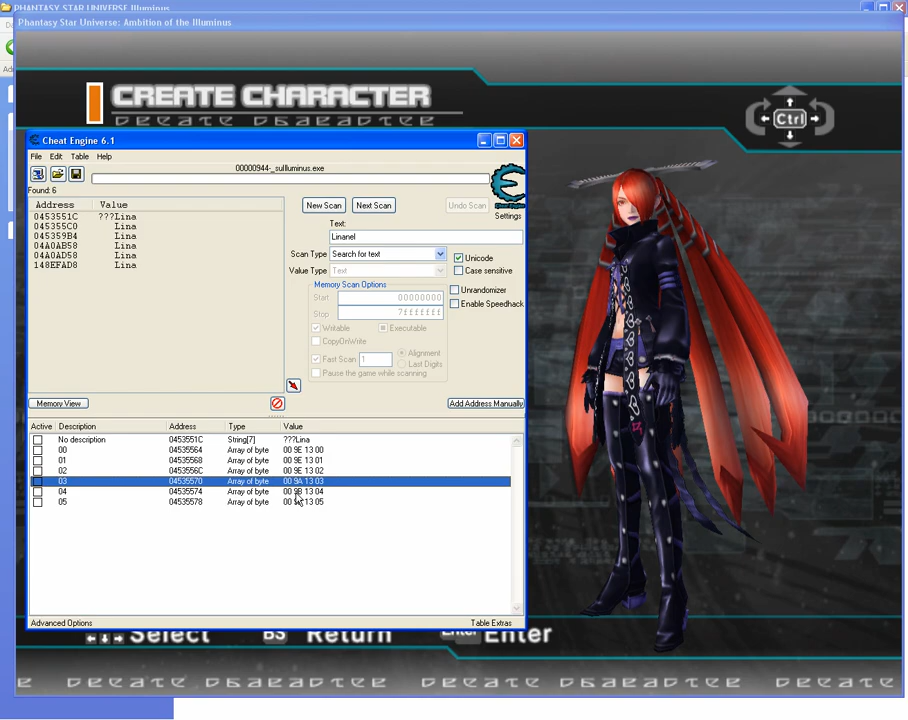 PHANTASY STAR UNIVERSE Illuminus
Phantasy Star Universe: Ambition of the Illuminus
CREATE CHARACTER
Ctrl
Cheat Engine 6.1
File Edit Table Help
00000944-_sullluminus.exe
Found: 6
Settings
Address Value
0453551C ???Lina
045355C0 Lina
045359B4 Lina
04A0AB58 Lina
04A0AD58 Lina
148EFAD8 Lina
New Scan Next Scan Undo Scan
Text:
Linanel
Scan Type Search for text
Value Type Text
Unicode
Case sensitive
Memory Scan Options
Start 00000000
Stop 7fffffff
Writable Executable
CopyOnWrite
Fast Scan 1 Alignment
Last Digits
Pause the game while scanning
Unrandomizer
Enable Speedhack
Memory View
Add Address Manually
Active Description Address Type Value
No description 0453551C String[7] ???Lina
00 04535564 Array of byte 00 9E 13 00
01 04535568 Array of byte 00 9E 13 01
02 0453556C Array of byte 00 9E 13 02
03 04535570 Array of byte 00 9A 13 03
04 04535574 Array of byte 00 13 04
05 04535578 Array of byte 00 13 05
Advanced Options Table Extras
Select BS Return Enter Enter